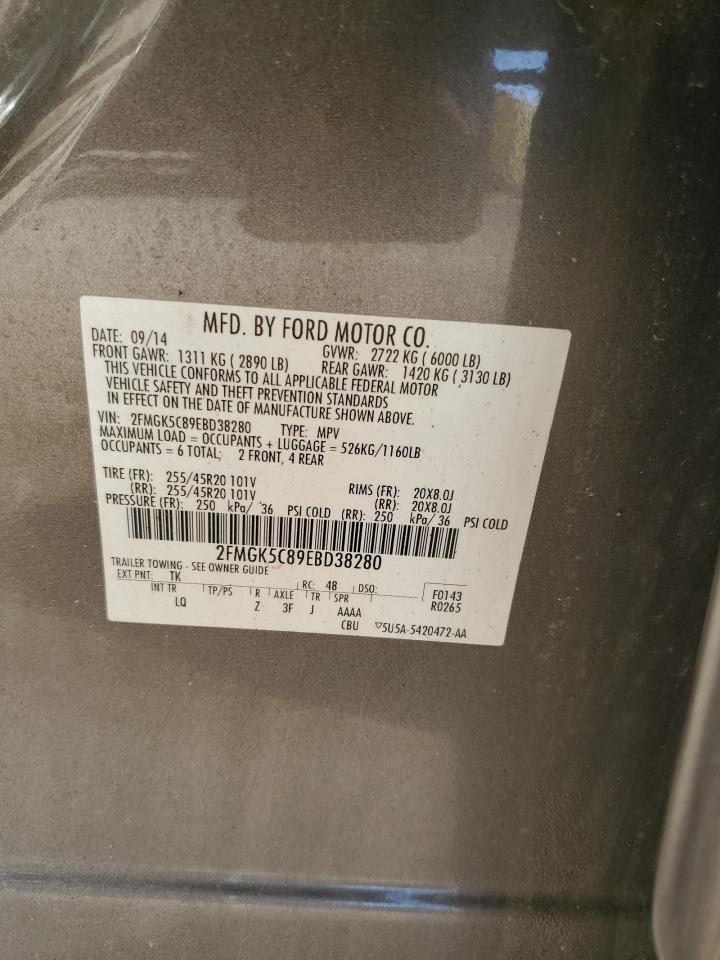 MFD. BY FORD MOTOR CO.
DATE: 09/14 GVWR: 2722 KG ( 6000 LB)
FRONT GAWR: 1311 KG ( 2890 LB) REAR GAWR: 1420 KG ( 3130 LB)
THIS VEHICLE CONFORMS TO ALL APPLICABLE FEDERAL MOTOR
VEHICLE SAFETY AND THEFT PREVENTION STANDARDS
IN EFFECT ON THE DATE OF MANUFACTURE SHOWN ABOVE.
VIN: 2FMGK5C89EBD38280 TYPE: MPV
MAXIMUM LOAD = OCCUPANTS + LUGGAGE = 526KG/1160LB
OCCUPANTS = 6 TOTAL; 2 FRONT, 4 REAR
TIRE (FR): 255/45R20 101V RIMS (FR): 20X8.0J
(RR): 255/45R20 101V (RR): 20X8.0J
PRESSURE (FR): 250 kPa/ 36 PSI COLD (RR): 250 kPa/ 36 PSI COLD
2FMGK5C89EBD38280
TRAILER TOWING - SEE OWNER GUIDE
EXT PNT: TK RC: 48 DSO: F0143
INT TR TP/PS R AXLE TR SPR R0265
LQ Z 3F J AAAA
CBU ▽5U5A-5420472-AA